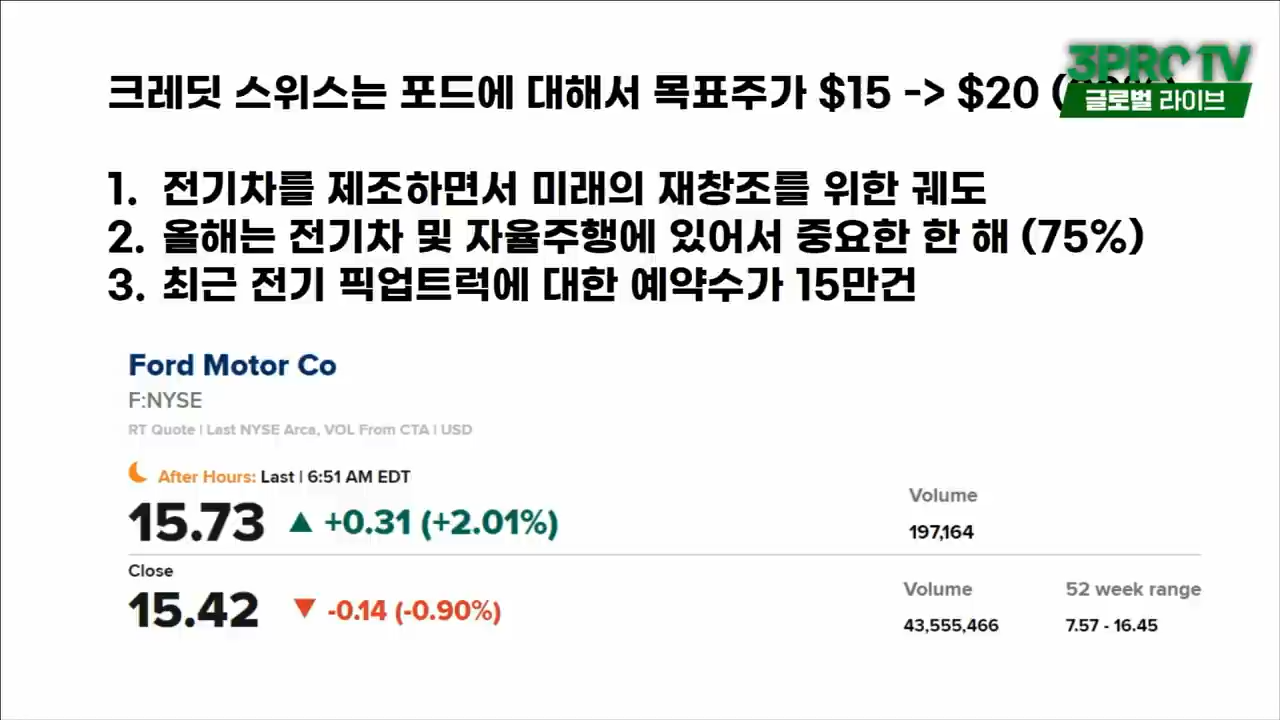 크레딧 스위스는 포드에 대해서 목표주가 $15 -> $20 (
3PRO TV
글로벌 라이브
1. 전기차를 제조하면서 미래의 재창조를 위한 궤도
2. 올해는 전기차 및 자율주행에 있어서 중요한 한 해 (75%)
3. 최근 전기 픽업트럭에 대한 예약수가 15만건
Ford Motor Co
F:NYSE
RT Quote | Last NYSE Arca, VOL From CTA | USD
After Hours: Last | 6:51 AM EDT
15.73 ▲ +0.31 (+2.01%)
Volume
197,164
Close
15.42 ▼ -0.14 (-0.90%)
Volume 52 week range
43,555,466 7.57 - 16.45